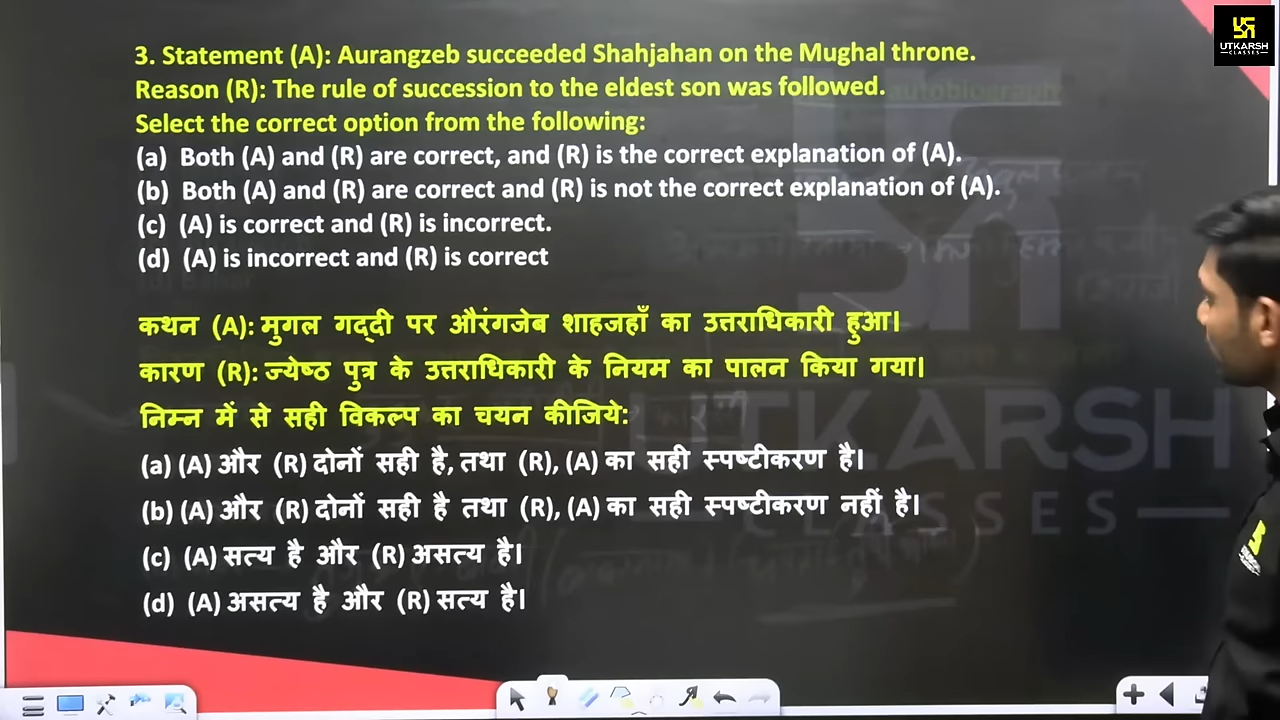 UTKARSH
CLASSES
3. Statement (A): Aurangzeb succeeded Shahjahan on the Mughal throne.
Reason (R): The rule of succession to the eldest son was followed.
Select the correct option from the following:
(a) Both (A) and (R) are correct, and (R) is the correct explanation of (A).
(b) Both (A) and (R) are correct and (R) is not the correct explanation of (A).
(c) (A) is correct and (R) is incorrect.
(d) (A) is incorrect and (R) is correct
कथन (A): मुगल गद्दी पर औरंगजेब शाहजहाँ का उत्तराधिकारी हुआ।
कारण (R): ज्येष्ठ पुत्र के उत्तराधिकारी के नियम का पालन किया गया।
निम्न में से सही विकल्प का चयन कीजिये:
(a) (A) और (R) दोनों सही है, तथा (R), (A) का सही स्पष्टीकरण है।
(b) (A) और (R) दोनों सही है तथा (R), (A) का सही स्पष्टीकरण नहीं है।
(c) (A) सत्य है और (R) असत्य है।
(d) (A) असत्य है और (R) सत्य है।
UTKARSH
CLASSES